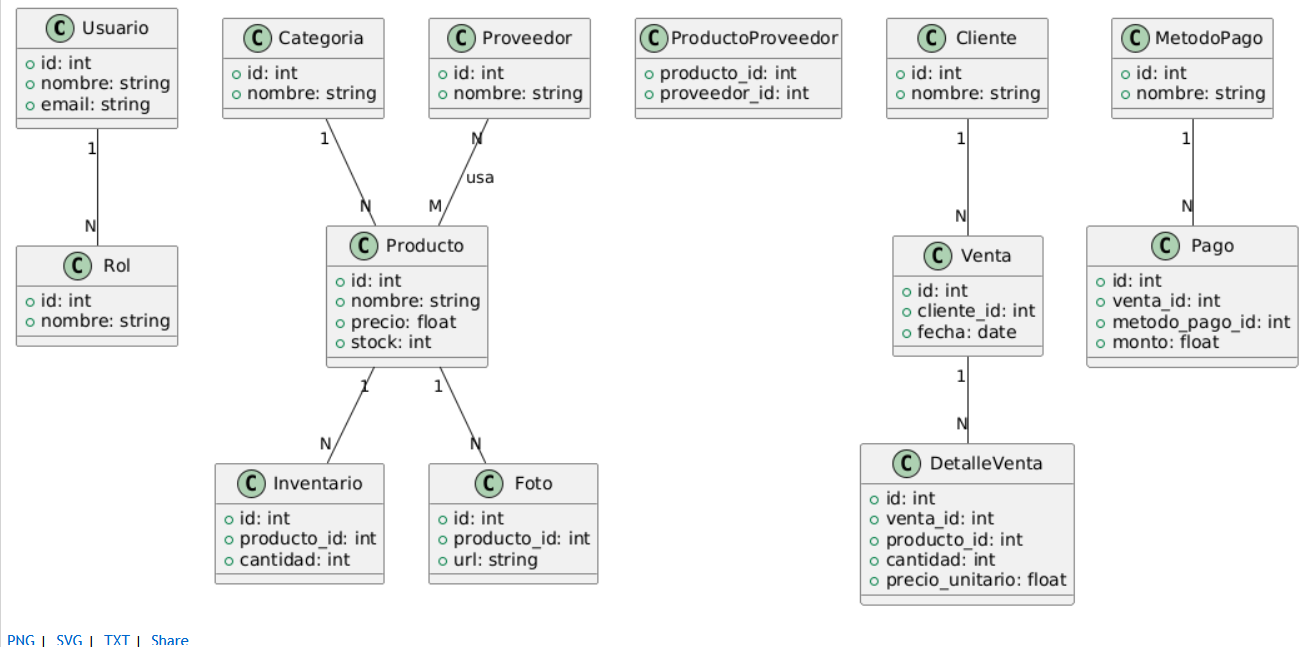 C Usuario
id: int
nombre: string
email: string
1
N
C Rol
id: int
nombre: string
C Categoria
id: int
nombre: string
1
N
C Proveedor
id: int
nombre: string
N
usa
M
C Producto
id: int
nombre: string
precio: float
stock: int
1
N
1
N
C Inventario
id: int
producto_id: int
cantidad: int
C Foto
id: int
producto_id: int
url: string
C ProductoProveedor
producto_id: int
proveedor_id: int
C Cliente
id: int
nombre: string
1
N
C Venta
id: int
cliente_id: int
fecha: date
1
N
C DetalleVenta
id: int
venta_id: int
producto_id: int
cantidad: int
precio_unitario: float
C MetodoPago
id: int
nombre: string
1
N
C Pago
id: int
venta_id: int
metodo_pago_id: int
monto: float
PNG | SVG | TXT | Share